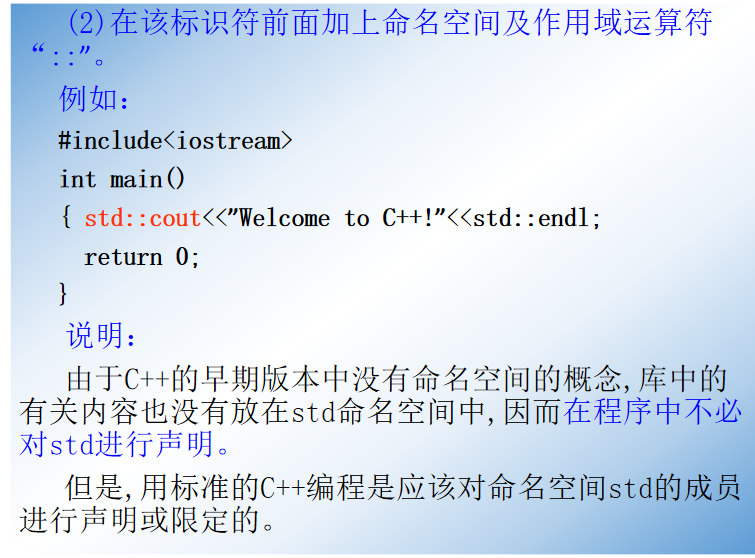 (2)在该标识符前面加上命名空间及作用域运算符
“::”。
例如：
#include<iostream>
int main()
{ std::cout<<”Welcome to C++!”<<std::endl;
return 0;
}
说明：
由于C++的早期版本中没有命名空间的概念,库中的
有关内容也没有放在std命名空间中,因而在程序中不必
对std进行声明。
但是,用标准的C++编程是应该对命名空间std的成员
进行声明或限定的。